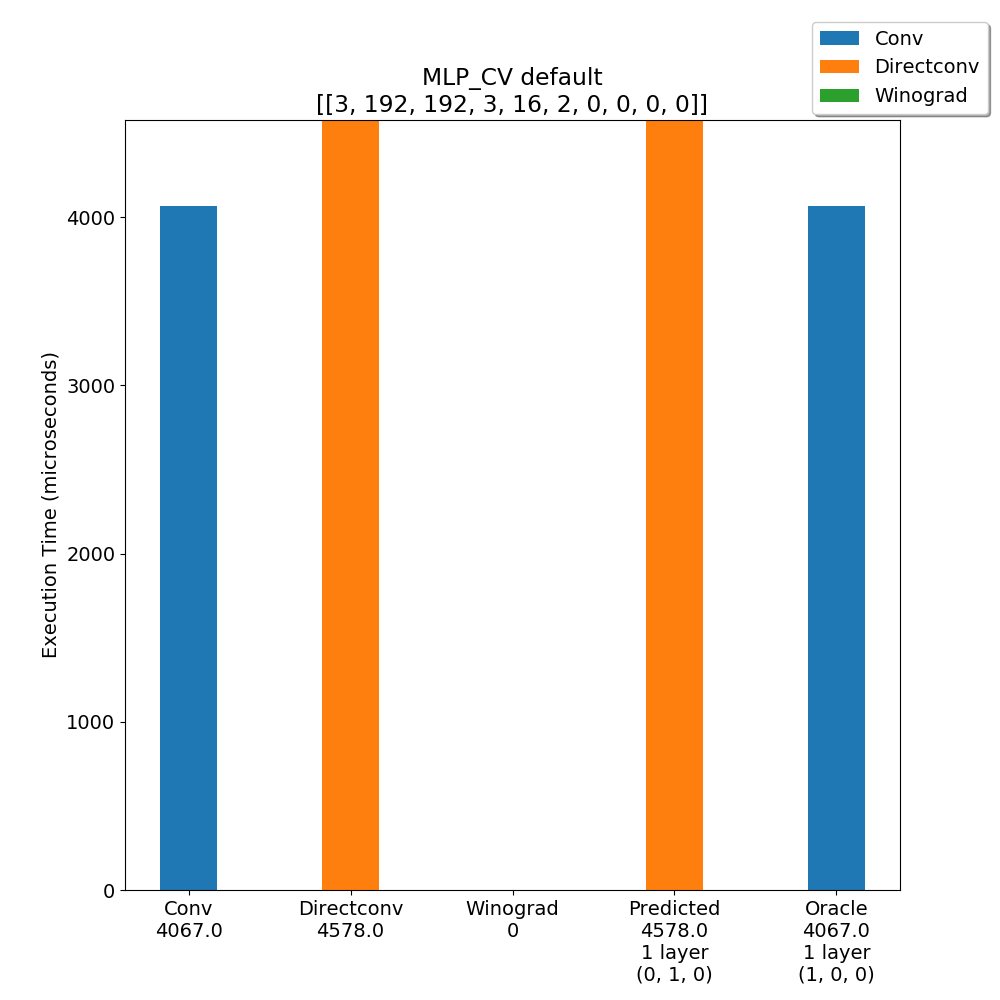 Conv
Directconv
Winograd
MLP_CV default
[[3, 192, 192, 3, 16, 2, 0, 0, 0, 0]]
Execution Time (microseconds)
4000
3000
2000
1000
0
Conv
4067.0
Directconv
4578.0
Winograd
0
Predicted
4578.0
1 layer
(0, 1, 0)
Oracle
4067.0
1 layer
(1, 0, 0)